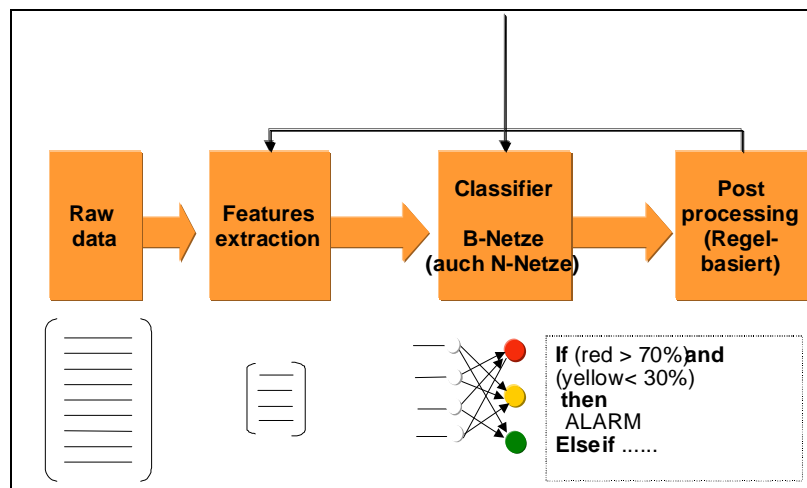 Raw
data
Features
extraction
Classifier
B-Netze
(auch N-Netze)
Post
processing
(Regel-
basiert)
If (red > 70%)and
(yellow< 30%)
then
ALARM
Elseif ......